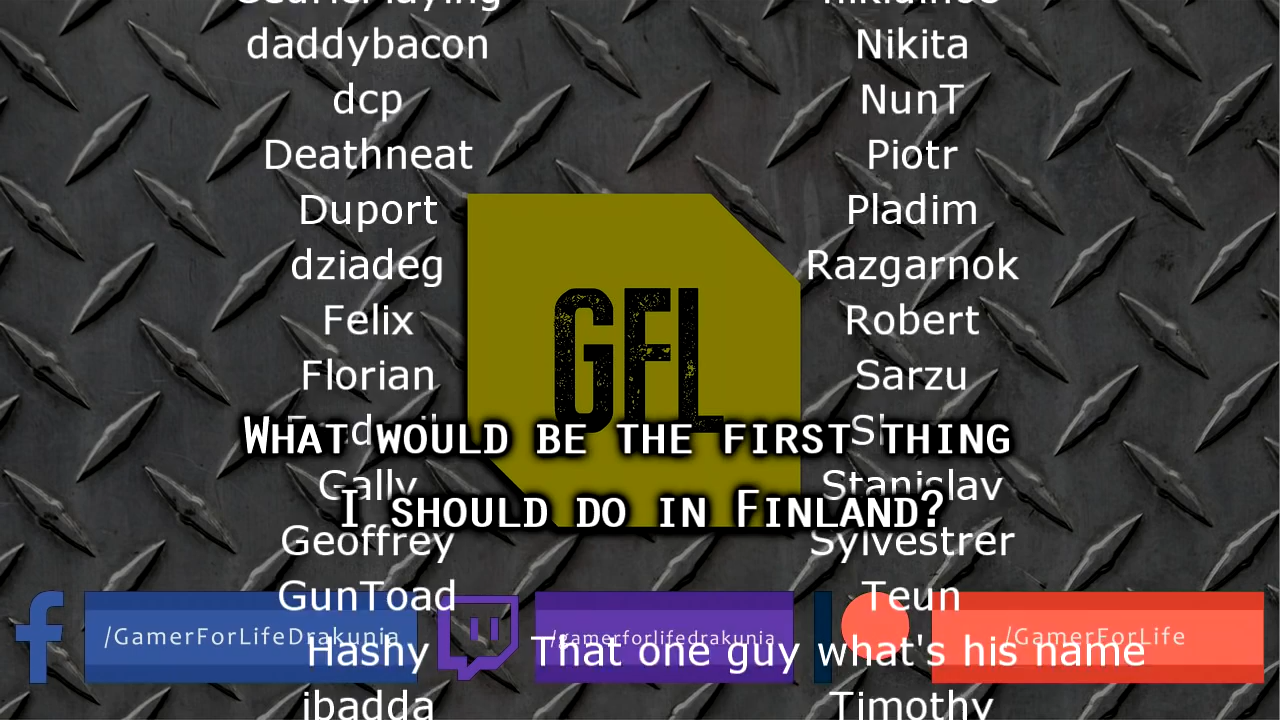 daddybacon
dcp
Deathneat
Duport
dziadeg
Felix
Florian
Gally
Geoffrey
GunToad
Hashy
ibadda
Nikita
NunT
Piotr
Pladim
Razgarnok
Robert
Sarzu
Stanislav
Sylvestrer
Teun
That one guy what's his name
Timothy
GFL
WHAT WOULD BE THE FIRST THING
I SHOULD DO IN FINLAND?
/GamerForLifeDrakunia
/gamerforlifedrakunia
/GamerForLife